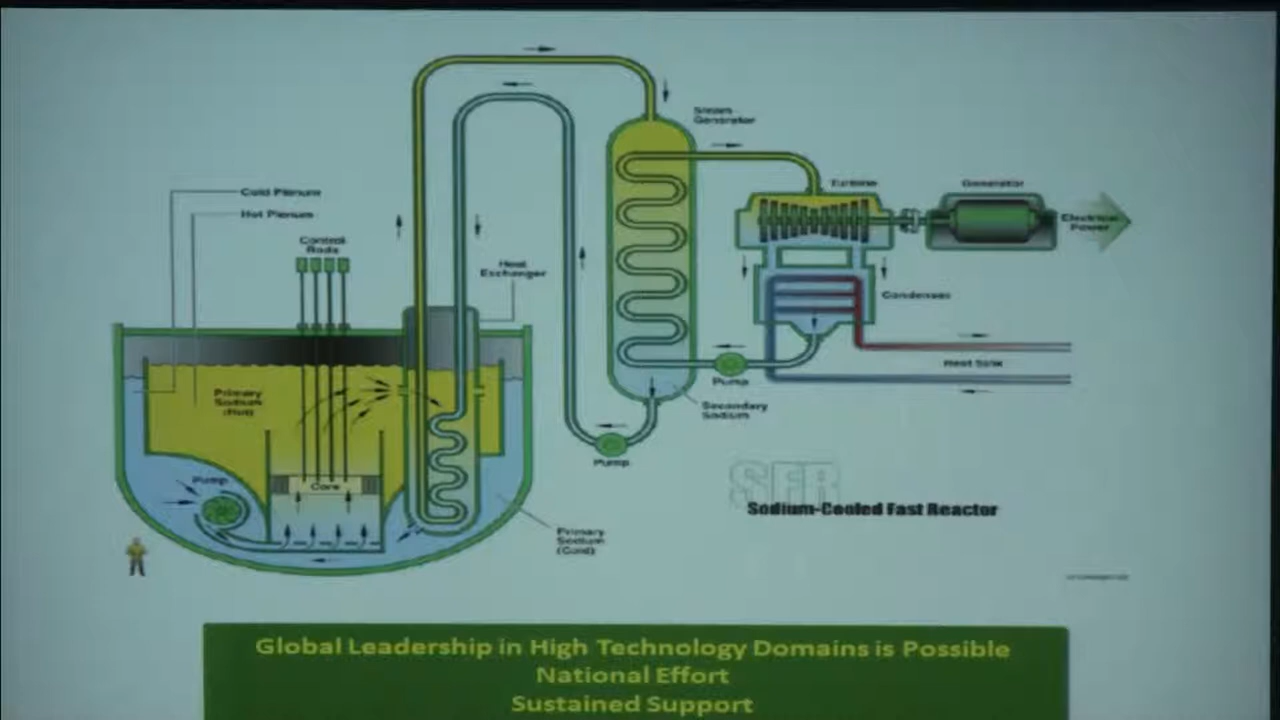 Steam
Generator
Cold Plenum
Hot Plenum
Control
Rods
Heat
Exchanger
Turbine
Generator
Electrical
Power
Condenser
Heat Sink
Pump
Secondary
Sodium
Pump
Primary
Sodium
(Hot)
Pump
Core
Primary
Sodium
(Cold)
SFR
Sodium-Cooled Fast Reactor
Global Leadership in High Technology Domains is Possible
National Effort
Sustained Support